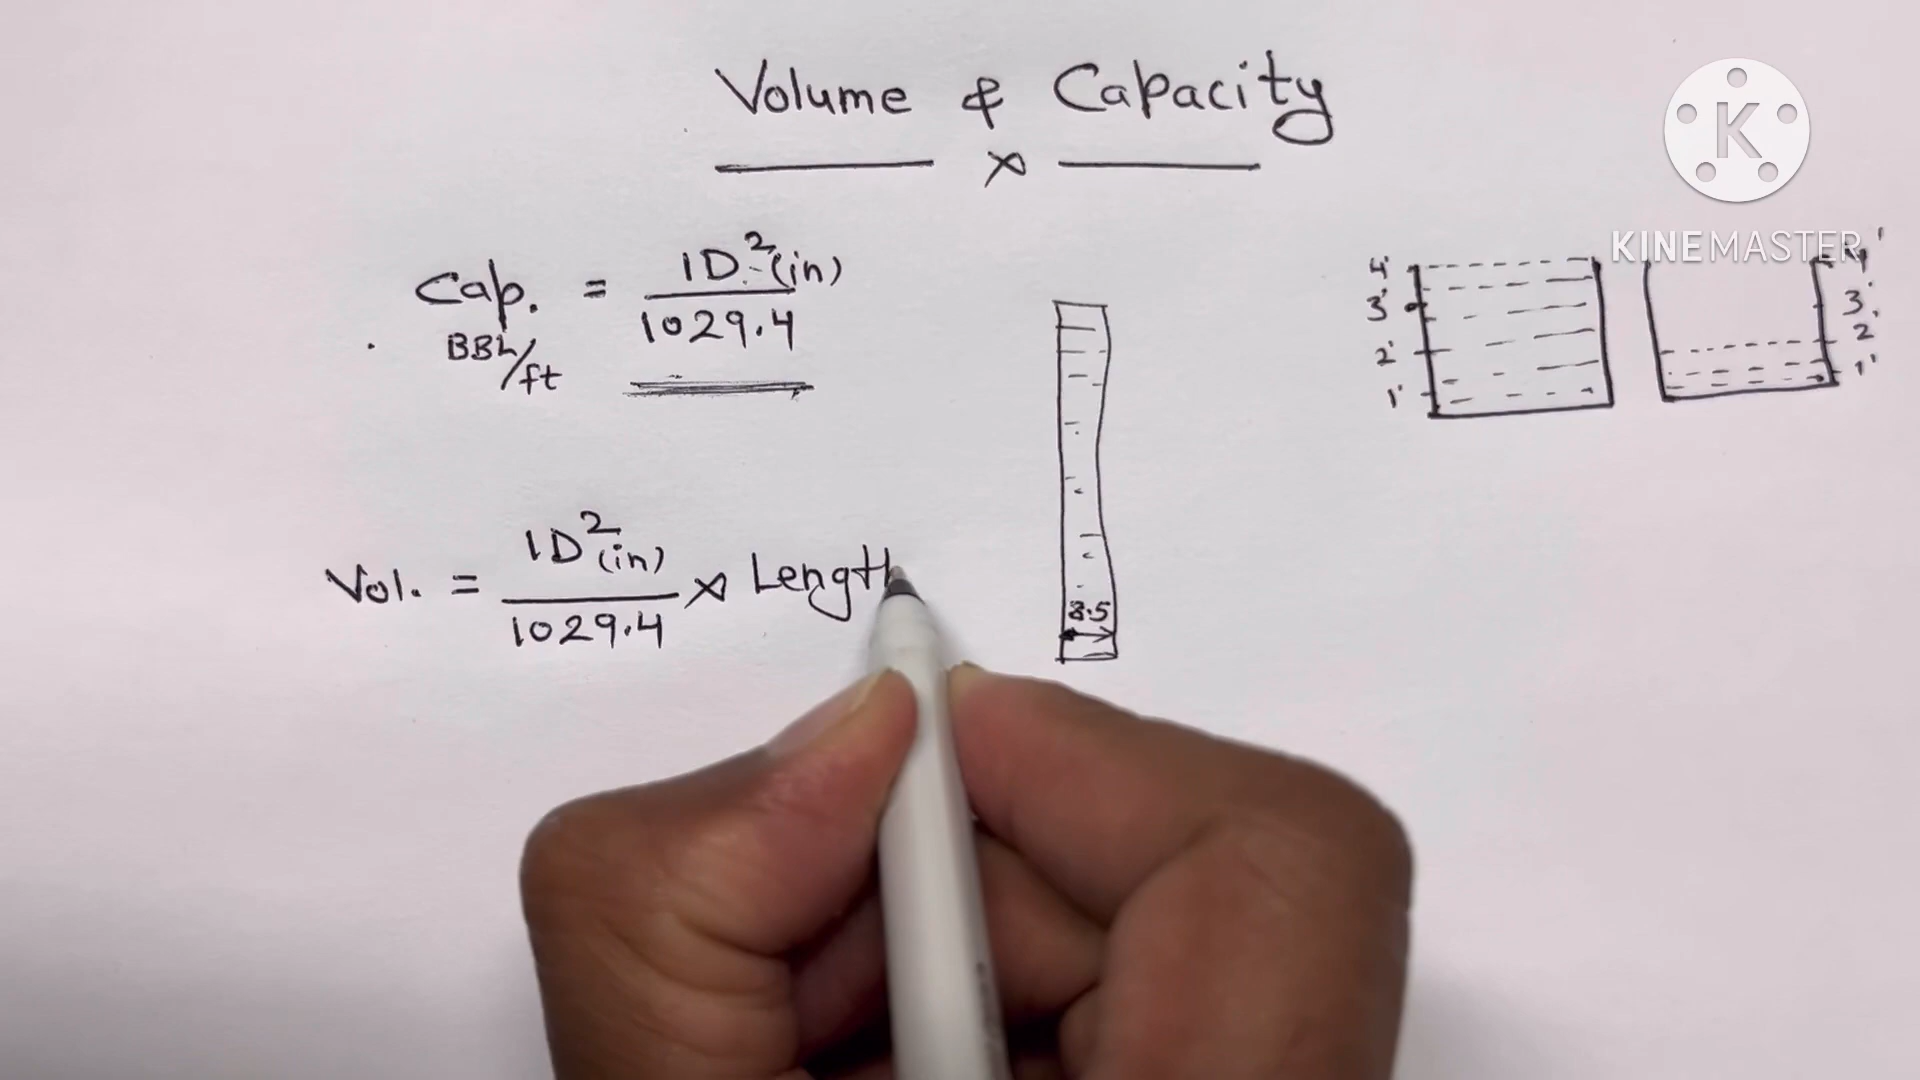 Volume & Capacity
Cap. = ID²(in)
BBL/ft
1029.4
Vol. = ID²(in) × Length
1029.4
8.5
4'
3'
2'
1'
4'
3'
2'
1'
K
KINEMASTER